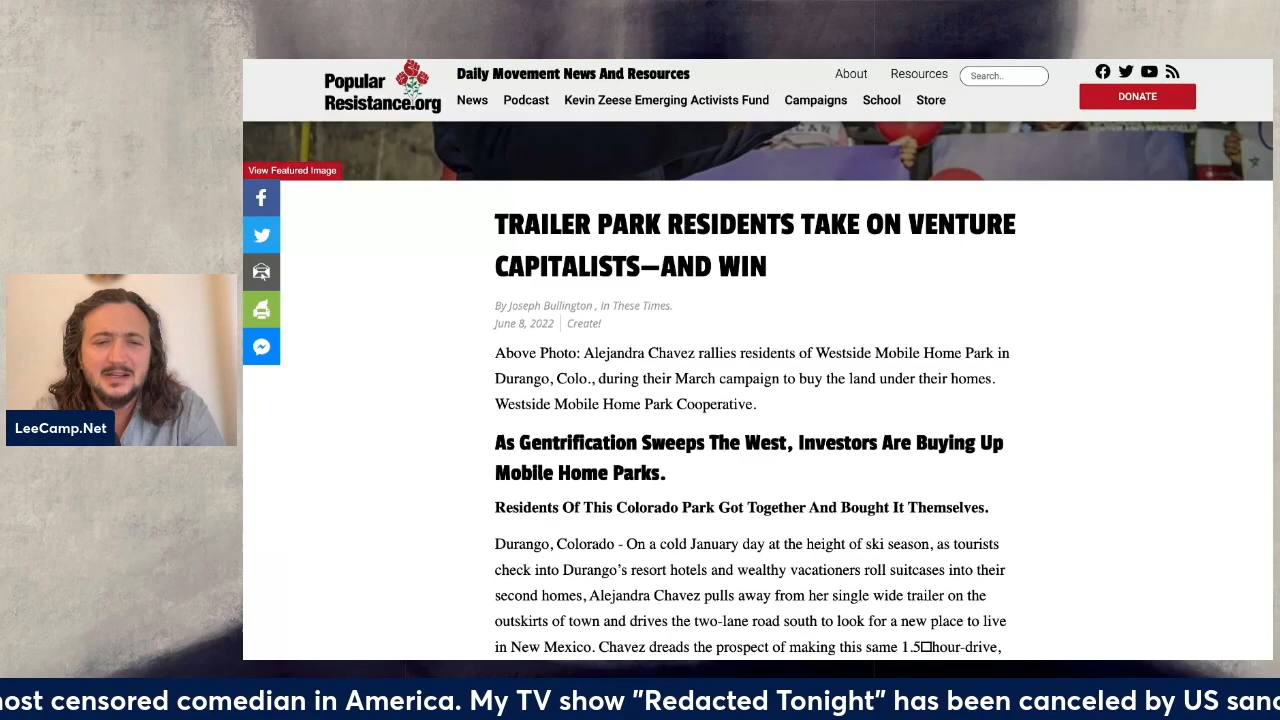 Popular
Resistance.org
Daily Movement News And Resources
About Resources Search..
News Podcast Kevin Zeese Emerging Activists Fund Campaigns School Store
DONATE
View Featured Image
TRAILER PARK RESIDENTS TAKE ON VENTURE
CAPITALISTS—AND WIN
By Joseph Bullington , In These Times.
June 8, 2022 | Create!
Above Photo: Alejandra Chavez rallies residents of Westside Mobile Home Park in
Durango, Colo., during their March campaign to buy the land under their homes.
Westside Mobile Home Park Cooperative.
As Gentrification Sweeps The West, Investors Are Buying Up
Mobile Home Parks.
Residents Of This Colorado Park Got Together And Bought It Themselves.
Durango, Colorado - On a cold January day at the height of ski season, as tourists
check into Durango's resort hotels and wealthy vacationers roll suitcases into their
second homes, Alejandra Chavez pulls away from her single wide trailer on the
outskirts of town and drives the two-lane road south to look for a new place to live
in New Mexico. Chavez dreads the prospect of making this same 1.5□hour-drive,
LeeCamp.Net
ost censored comedian in America. My TV show "Redacted Tonight" has been canceled by US sanc